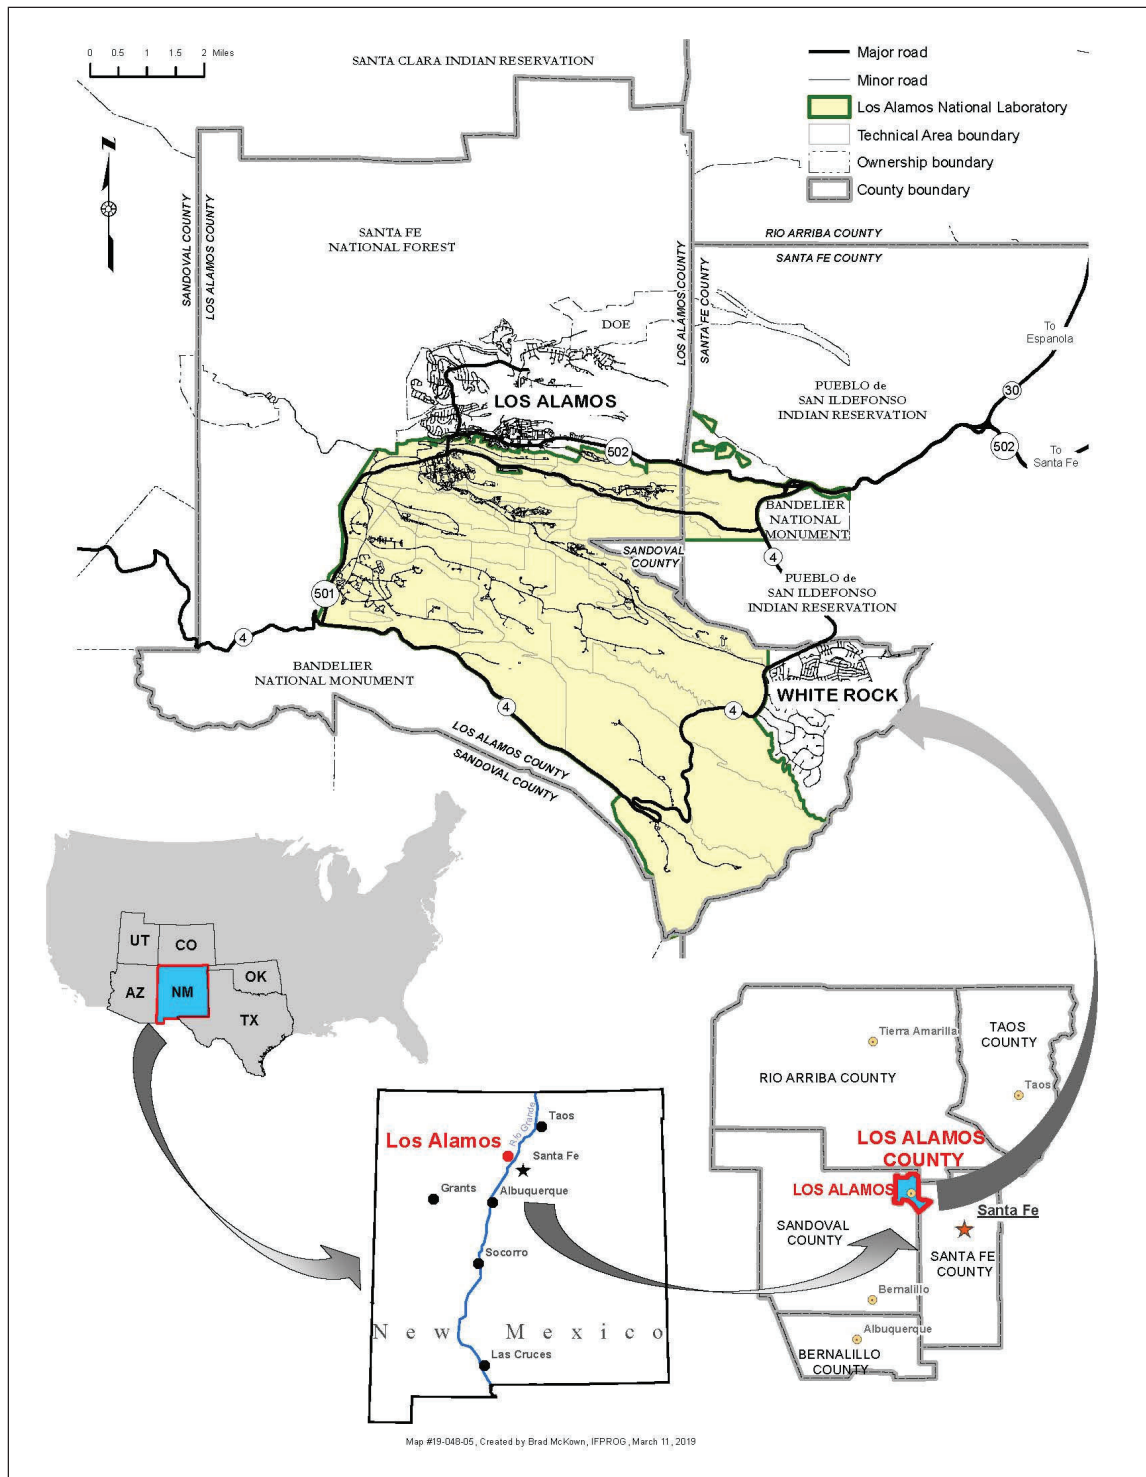 0 0.5 1 1.5 2 Miles
SANTA CLARA INDIAN RESERVATION
Major road
Minor road
Los Alamos National Laboratory
Technical Area boundary
Ownership boundary
County boundary
N
SANDOVAL COUNTY
LOS ALAMOS COUNTY
SANTA FE
NATIONAL FOREST
LOS ALAMOS COUNTY
SANTA FE COUNTY
RIO ARRIBA COUNTY
SANTA FE COUNTY
DOE
To
Espanola
LOS ALAMOS
PUEBLO de
SAN ILDEFONSO
INDIAN RESERVATION
30
502
502
To
Santa Fe
BANDELIER
NATIONAL
MONUMENT
SANDOVAL
COUNTY
4
PUEBLO de
SAN ILDEFONSO
INDIAN RESERVATION
501
4
BANDELIER
NATIONAL MONUMENT
WHITE ROCK
4
4
LOS ALAMOS COUNTY
SANDOVAL COUNTY
UT
CO
AZ
NM
OK
TX
Tierra Amarilla
TAOS
COUNTY
RIO ARRIBA COUNTY
Taos
LOS ALAMOS
COUNTY
LOS ALAMOS
Santa Fe
SANDOVAL
COUNTY
SANTA FE
COUNTY
Bernalillo
Albuquerque
BERNALILLO
COUNTY
Rio Grande
Taos
Los Alamos
Santa Fe
Grants
Albuquerque
Socorro
New Mexico
Las Cruces
Map #19-048-05, Created by Brad McKown, IFPROG, March 11, 2019